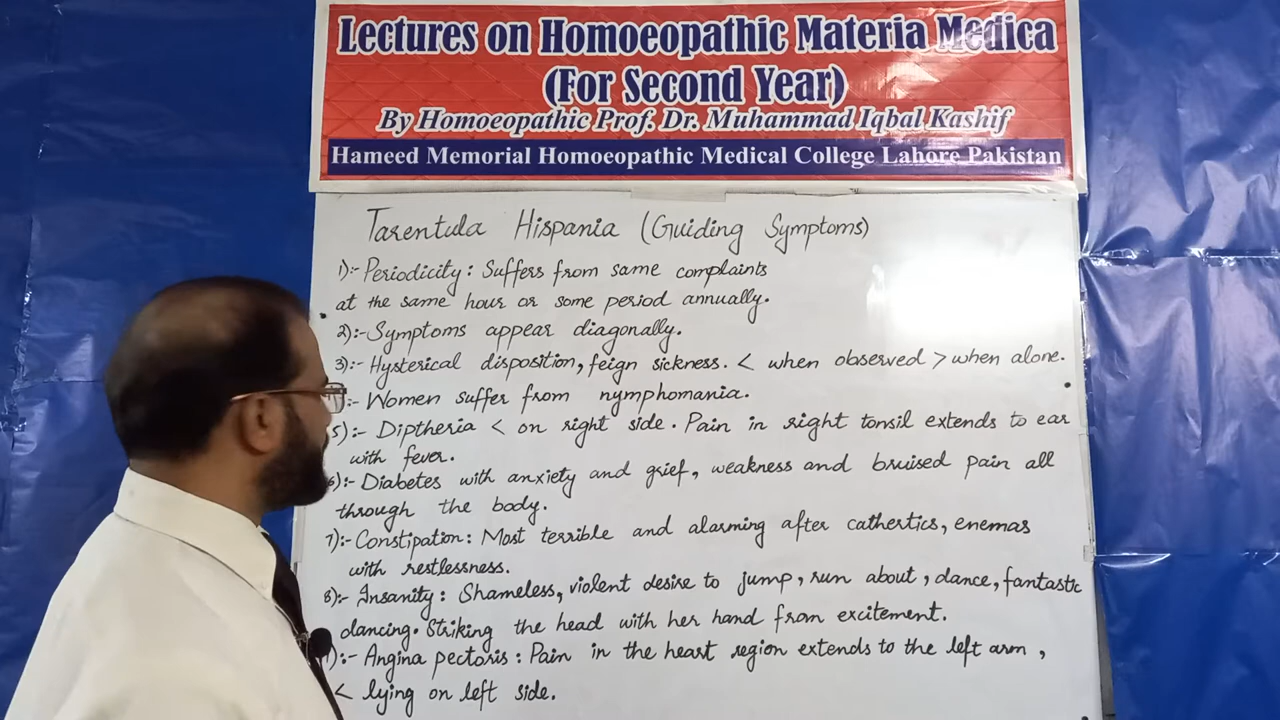 Lectures on Homoeopathic Materia Medica
(For Second Year)
By Homoeopathic Prof. Dr. Muhammad Iqbal Kashif
Hameed Memorial Homoeopathic Medical College Lahore Pakistan
Tarentula Hispania (Guiding Symptoms)
1):- Periodicity: Suffers from same complaints
at the same hour or some period annually.
2):- Symptoms appear diagonally.
3):- Hysterical disposition, feign sickness. < when observed > when alone.
:- Women suffer from nymphomania.
5):- Diptheria < on right side. Pain in right tonsil extends to ear
with fever.
6):- Diabetes with anxiety and grief, weakness and bruised pain all
through the body.
7):- Constipation: Most terrible and alarming after cathertics, enemas
with restlessness.
8):- Insanity: Shameless, violent desire to jump, run about, dance, fantastic
dancing. Striking the head with her hand from excitement.
):- Angina pectoris: Pain in the heart region extends to the left arm,
< lying on left side.